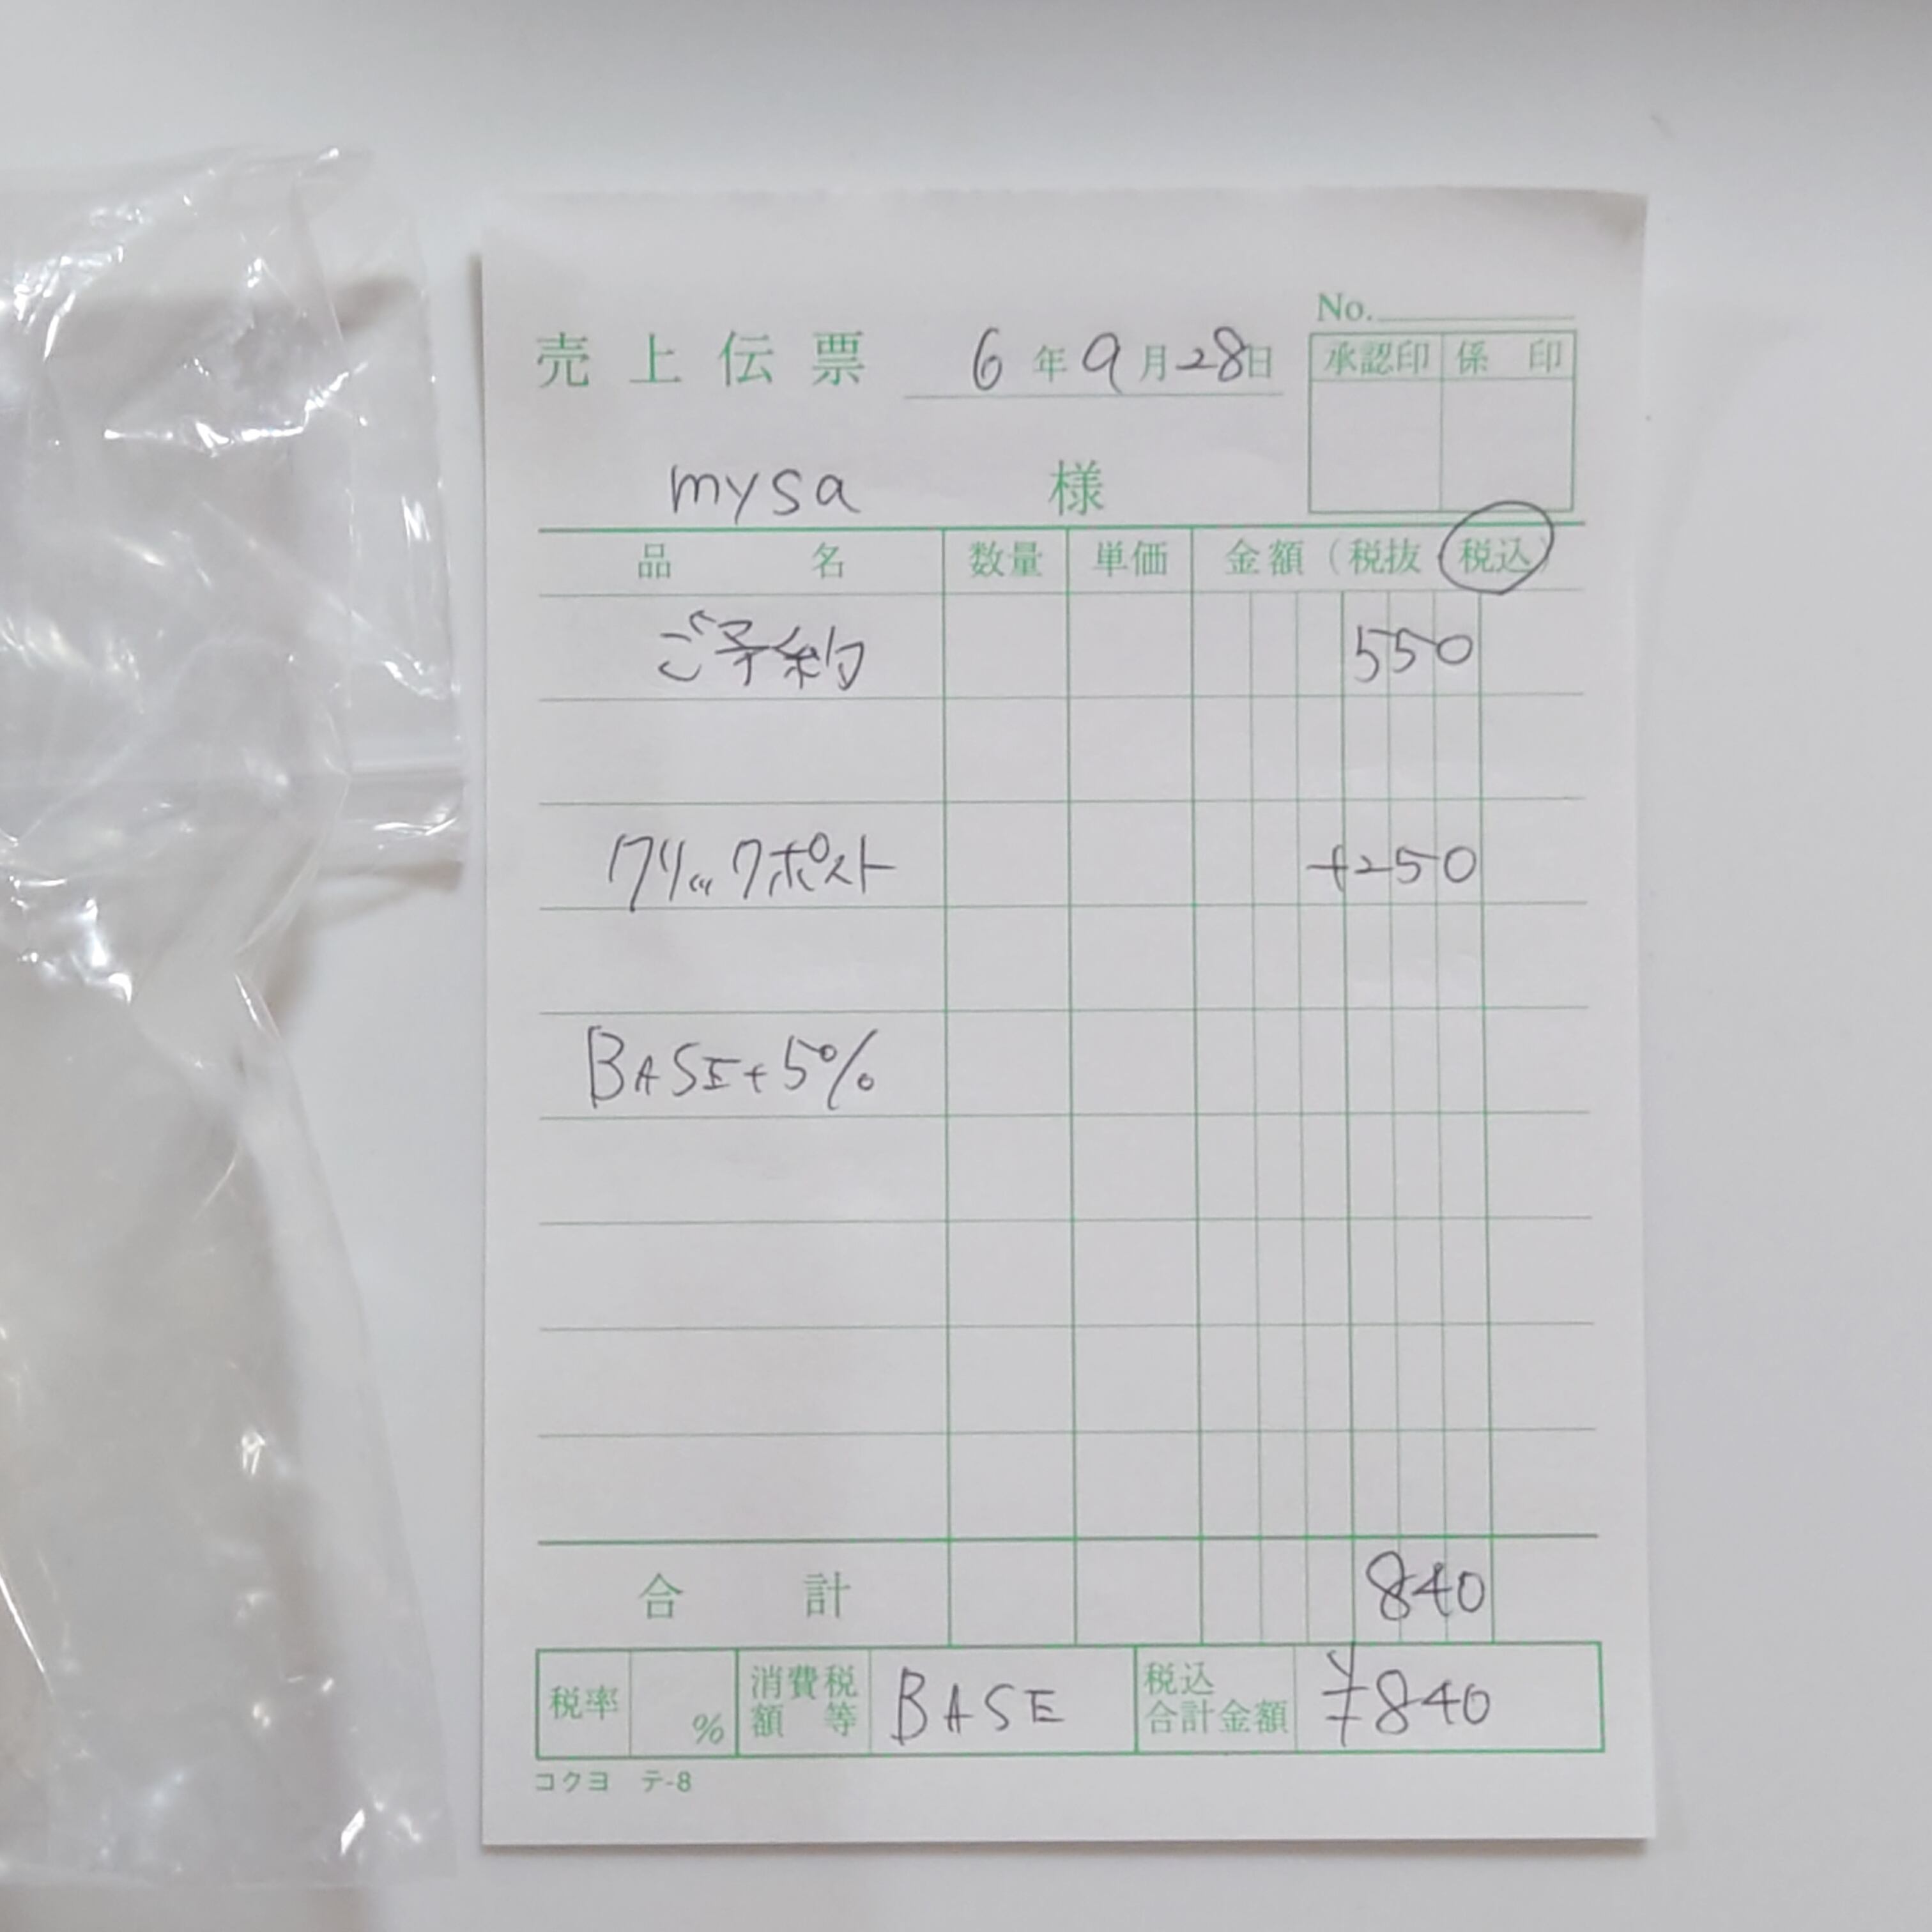 No.
売上伝票 6年9月28日
承認印 係印
mysa 様
品名 数量 単価 金額（税抜 税込）
ご予約 550
クリックポスト +250
BASE+5%
合計 840
税率 % 消費税額等 BASE 税込合計金額 ¥840
コクヨ テ-8